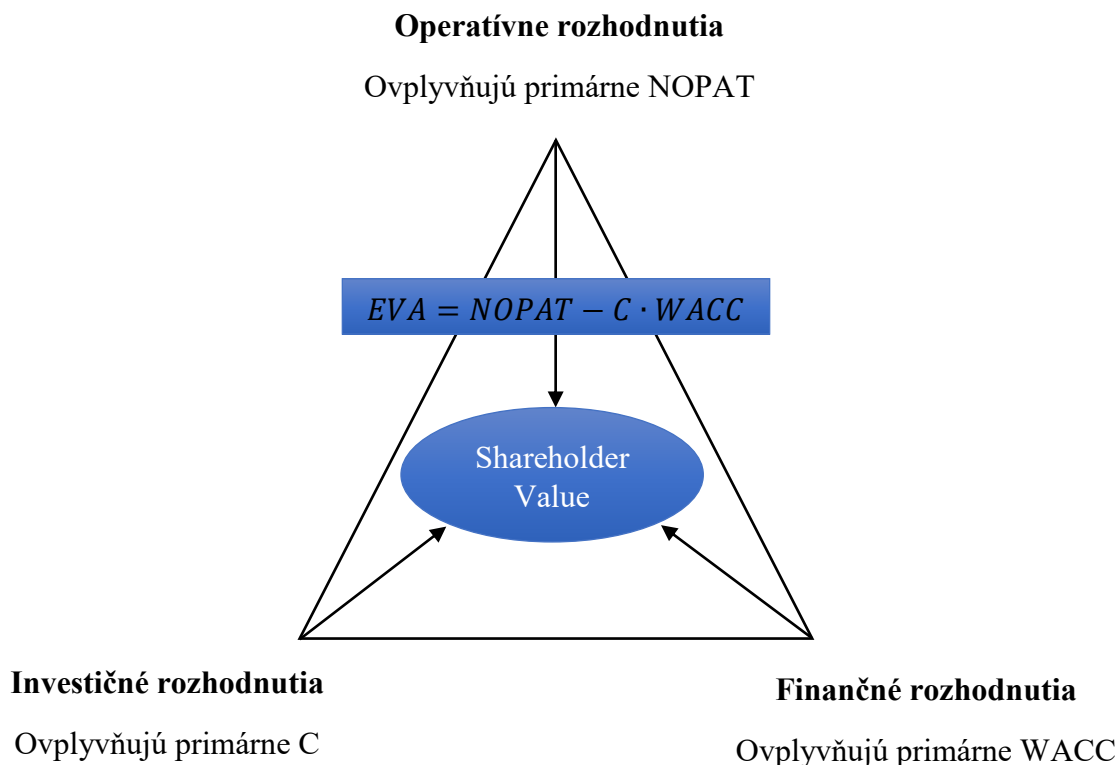 Operatívne rozhodnutia
Ovplyvňujú primárne NOPAT
EVA = NOPAT − C · WACC
Shareholder
Value
Investičné rozhodnutia
Ovplyvňujú primárne C
Finančné rozhodnutia
Ovplyvňujú primárne WACC